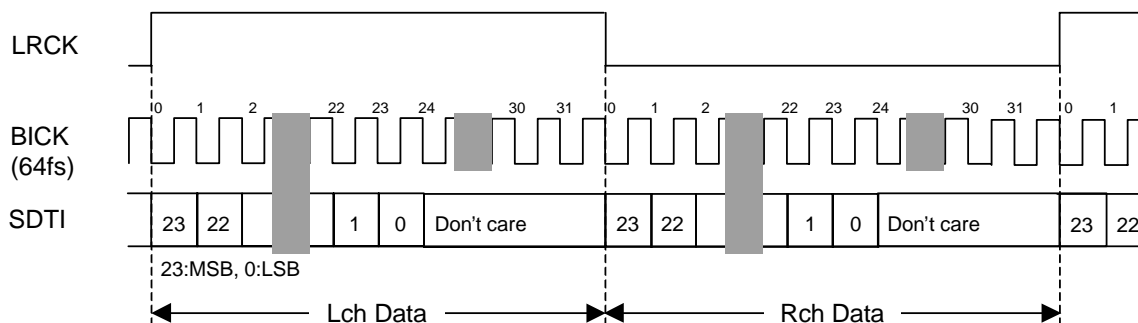 LRCK
0 1 2 22 23 24 30 31 0 1 2 22 23 24 30 31 0 1
BICK
(64fs)
SDTI 23 22 1 0 Don't care 23 22 1 0 Don't care 23 22
23:MSB, 0:LSB
Lch Data Rch Data